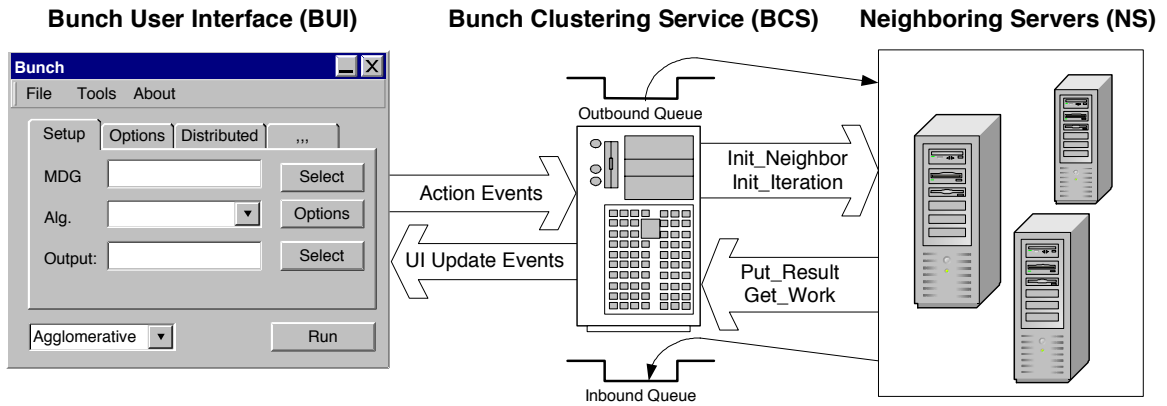 Bunch User Interface (BUI)
Bunch Clustering Service (BCS)
Neighboring Servers (NS)
Bunch
File Tools About
Setup Options Distributed ,,,
MDG
Select
Alg.
Options
Output:
Select
Agglomerative
Run
Action Events
UI Update Events
Outbound Queue
Init_Neighbor
Init_Iteration
Put_Result
Get_Work
Inbound Queue